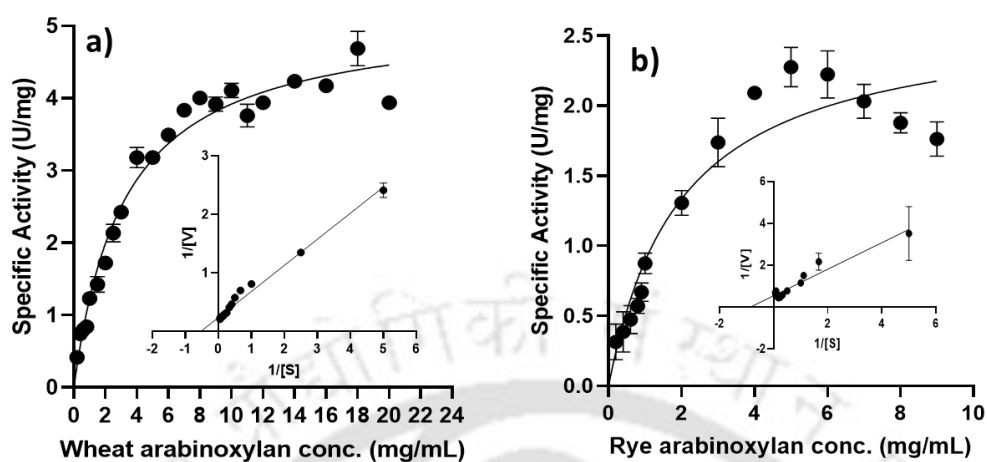 a)
Specific Activity (U/mg)
5
4
3
2
1
0
0 2 4 6 8 10 12 14 16 18 20 22 24
Wheat arabinoxylan conc. (mg/mL)
1/[V]
3
2
1
-2 -1 0 1 2 3 4 5 6
1/[S]
b)
Specific Activity (U/mg)
2.5
2.0
1.5
1.0
0.5
0.0
0 2 4 6 8 10
Rye arabinoxylan conc. (mg/mL)
1/[V]
6
4
2
-2
-2 0 2 4 6
1/[S]